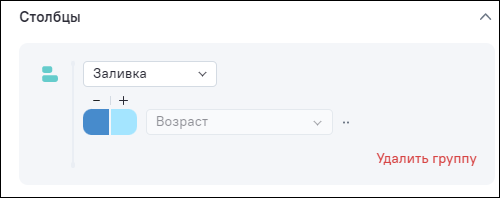 Столбцы
Заливка
− +
Возраст
Удалить группу